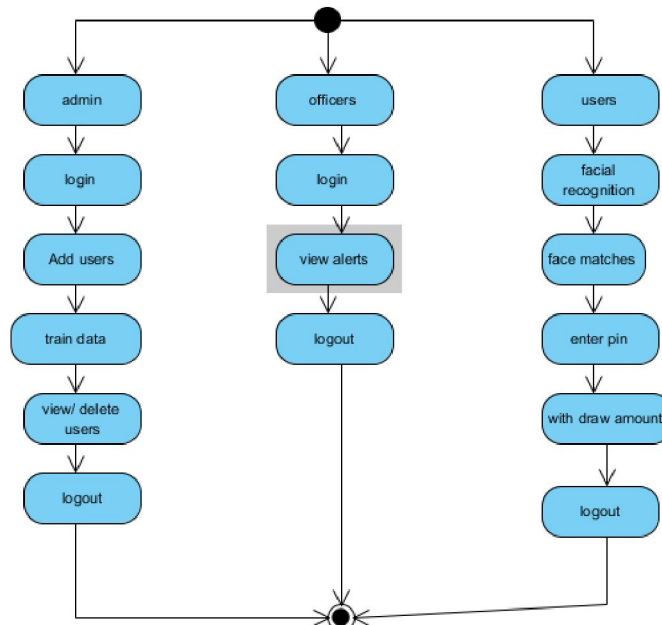 admin
officers
users
login
login
facial
recognition
Add users
view alerts
face matches
train data
logout
enter pin
view/ delete
users
with draw amount
logout
logout